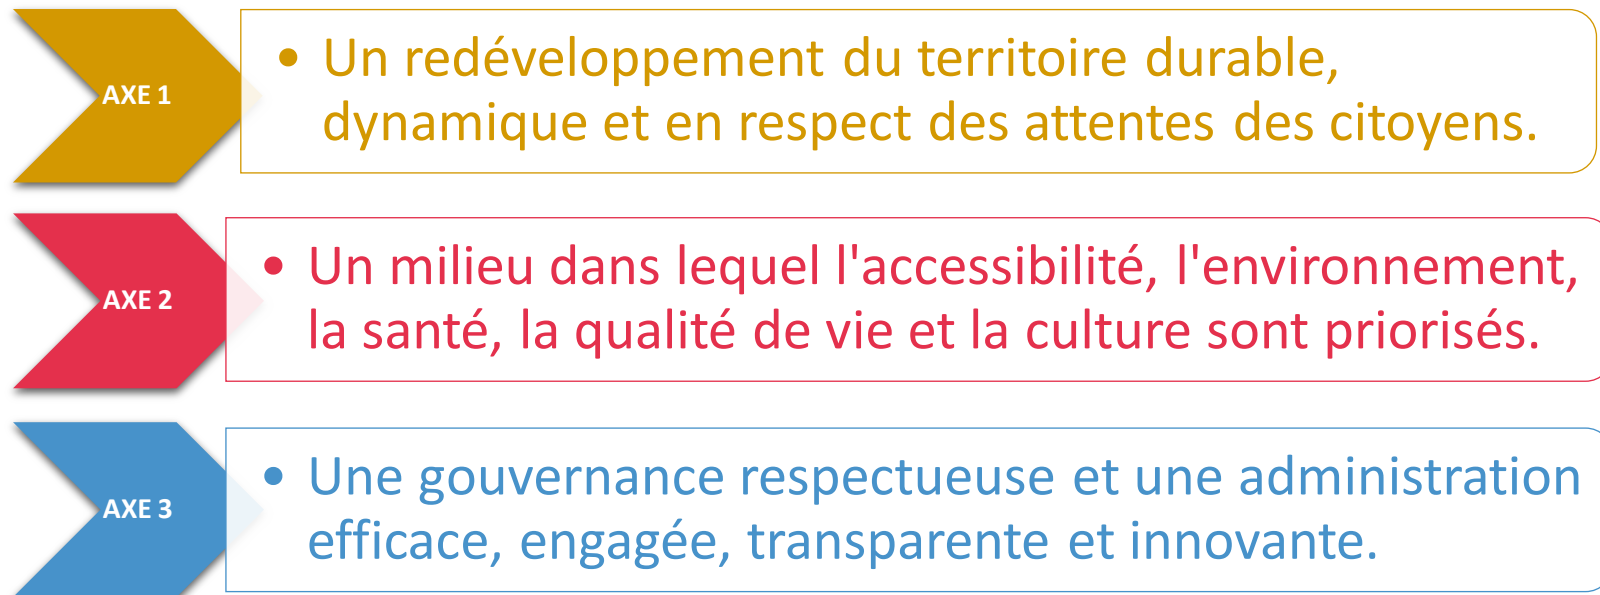 AXE 1
• Un redéveloppement du territoire durable,
dynamique et en respect des attentes des citoyens.
AXE 2
• Un milieu dans lequel l'accessibilité, l'environnement,
la santé, la qualité de vie et la culture sont priorisés.
AXE 3
• Une gouvernance respectueuse et une administration
efficace, engagée, transparente et innovante.